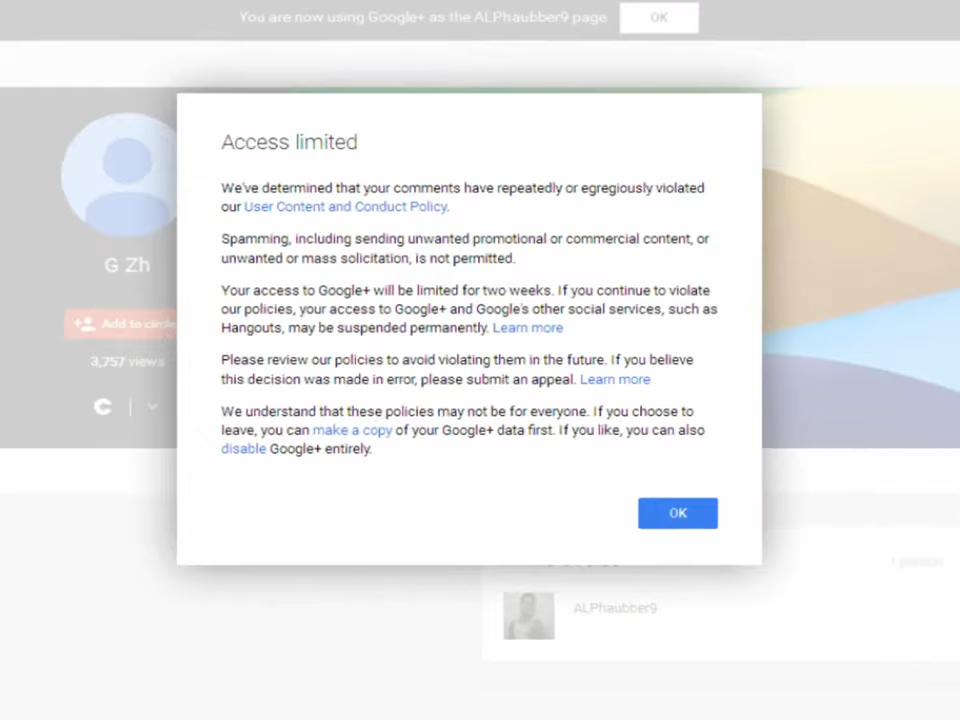 You are now using Google+ as the ALPhaubber9 page
OK
Access limited
We've determined that your comments have repeatedly or egregiously violated
our User Content and Conduct Policy.
Spamming, including sending unwanted promotional or commercial content, or
unwanted or mass solicitation, is not permitted.
Your access to Google+ will be limited for two weeks. If you continue to violate
our policies, your access to Google+ and Google's other social services, such as
Hangouts, may be suspended permanently. Learn more
Please review our policies to avoid violating them in the future. If you believe
this decision was made in error, please submit an appeal. Learn more
We understand that these policies may not be for everyone. If you choose to
leave, you can make a copy of your Google+ data first. If you like, you can also
disable Google+ entirely.
OK
G Zh
Add to circle
3,757 views
1 person
ALPhaubber9